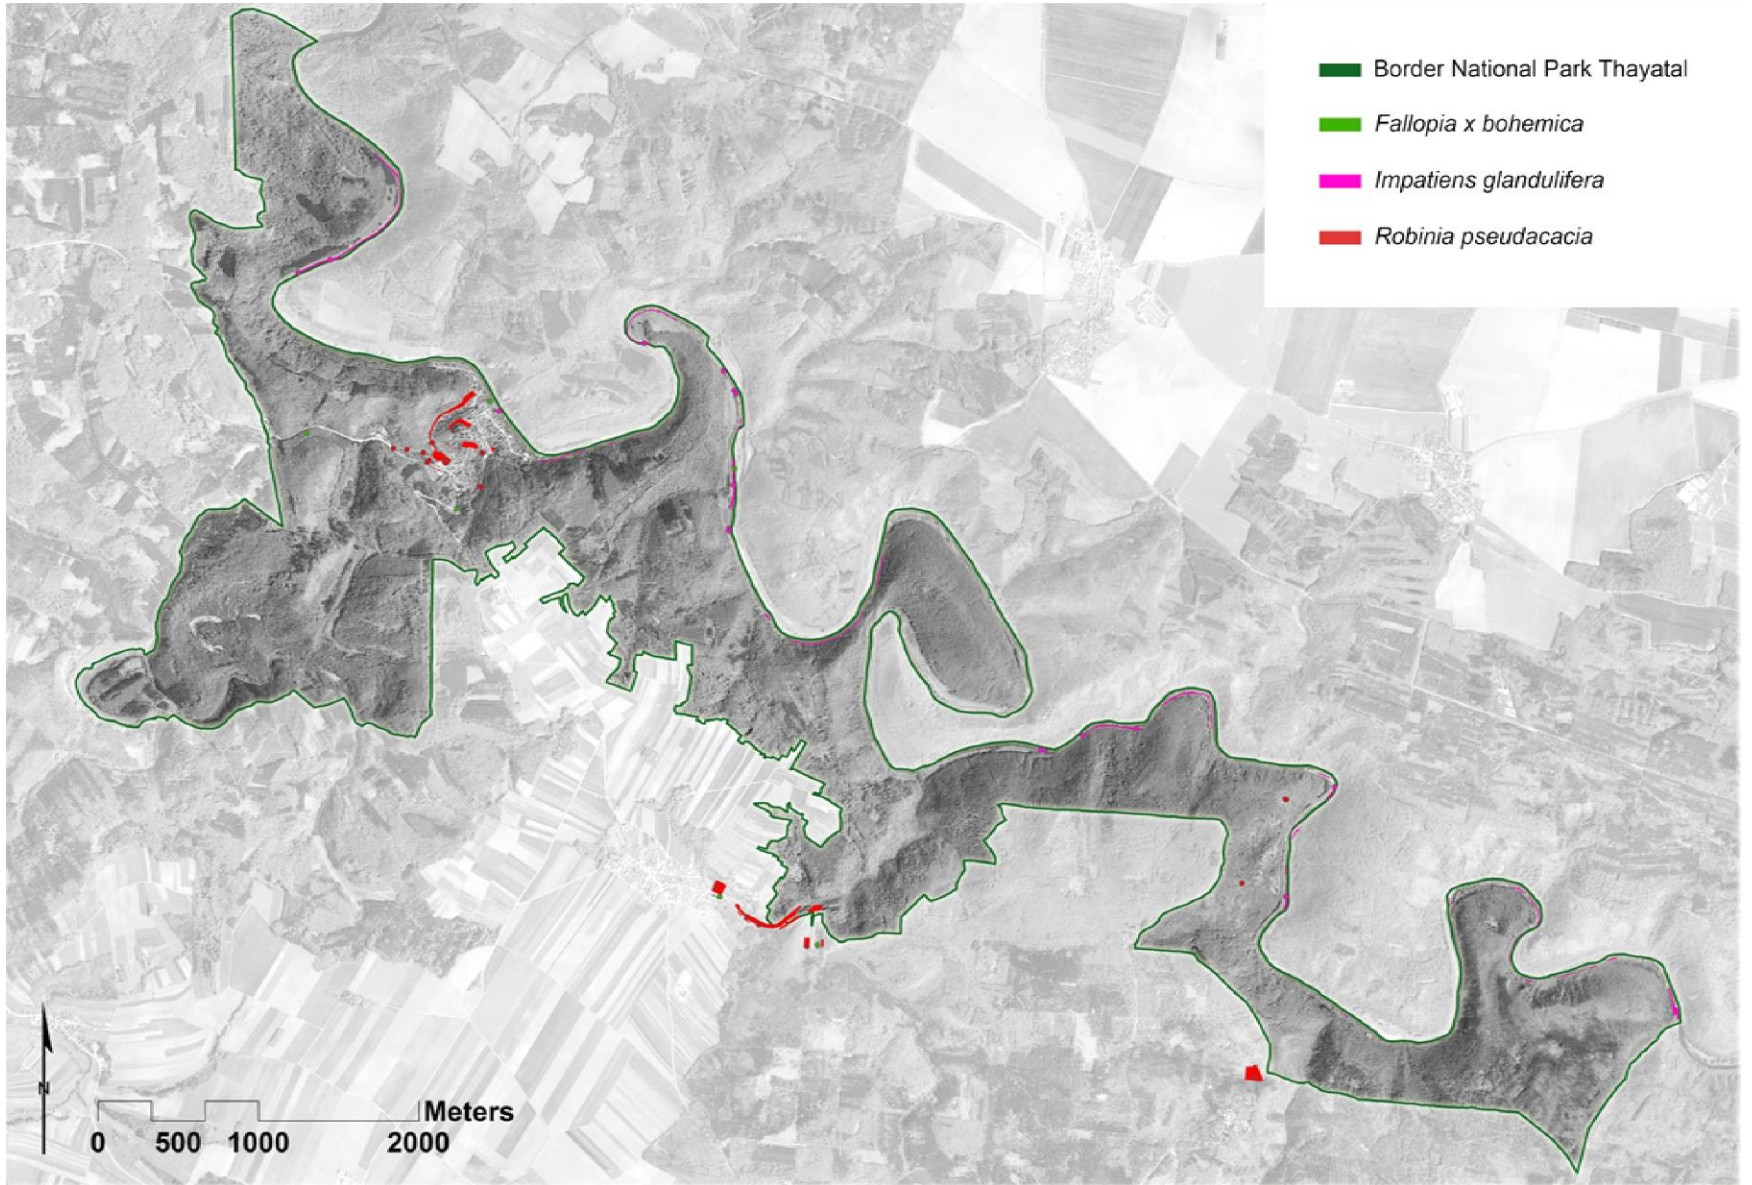 Border National Park Thayatal
Fallopia x bohemica
Impatiens glandulifera
Robinia pseudacacia
N
Meters
0 500 1000 2000